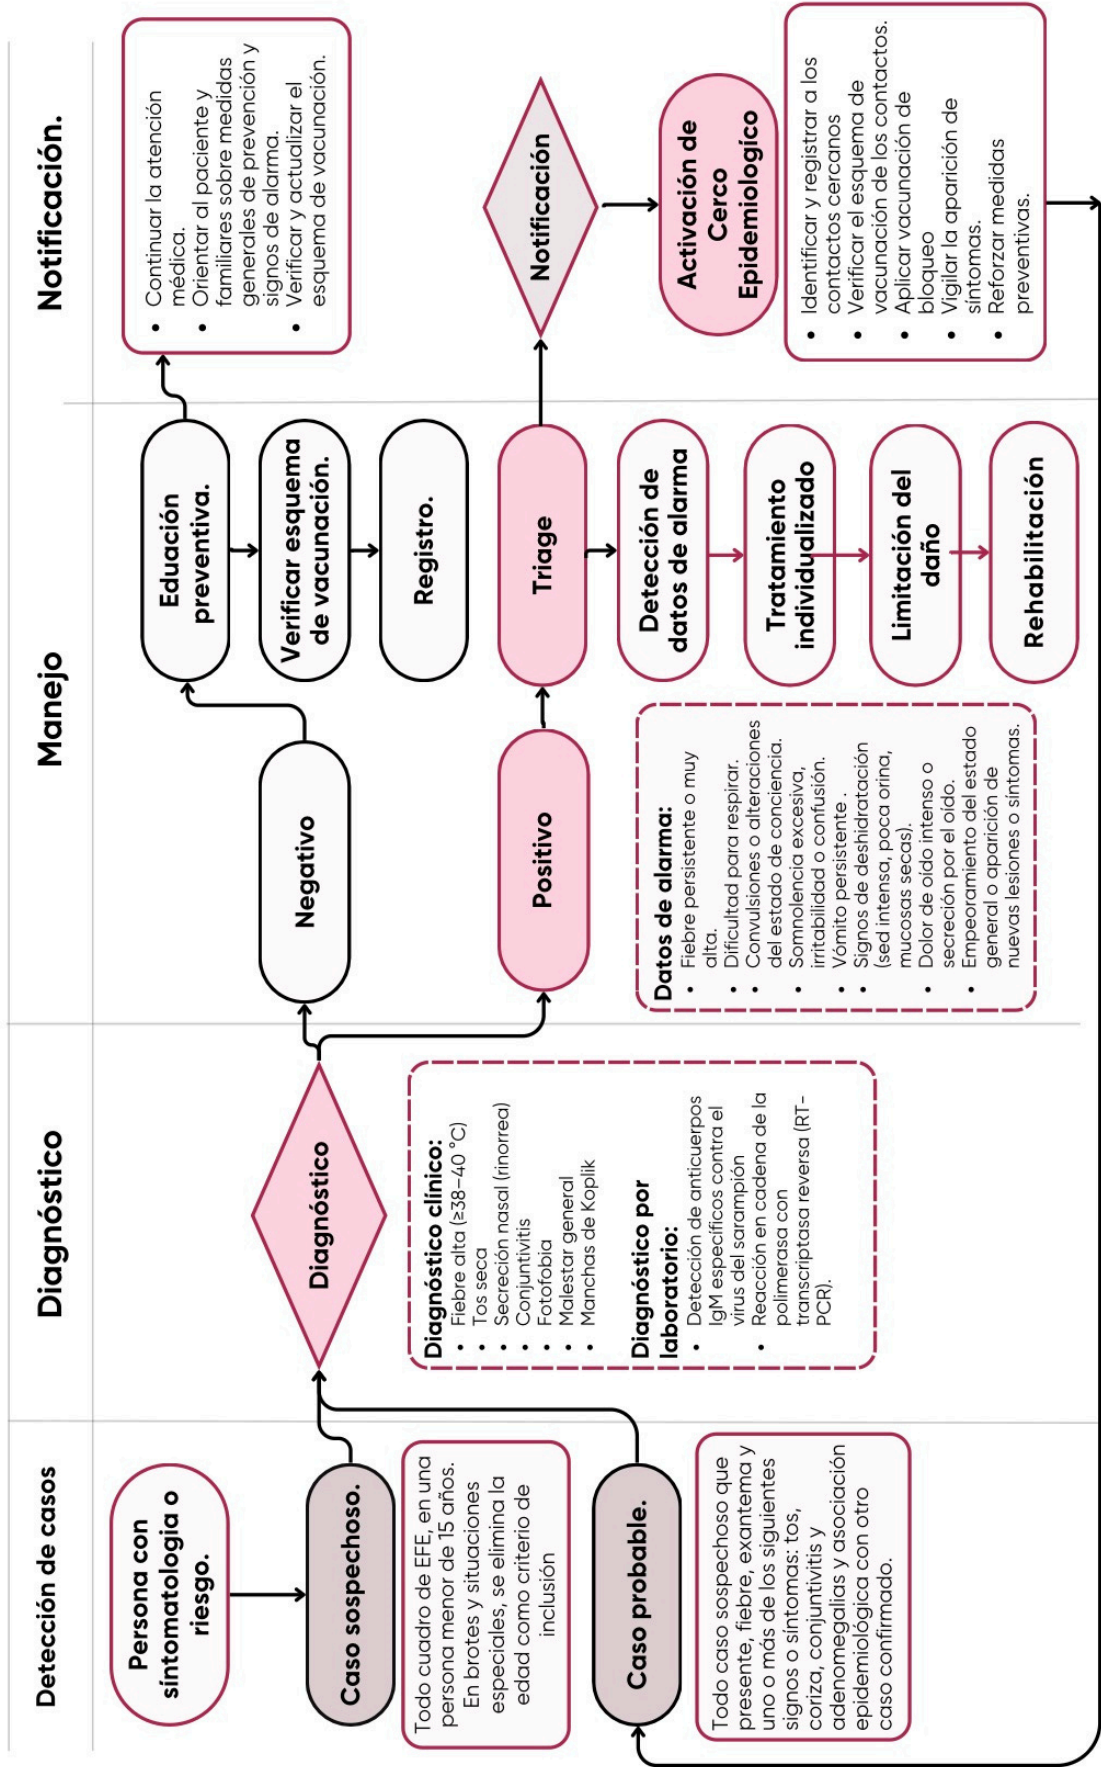 Detección de casos
Diagnóstico
Manejo
Notificación.
Persona con
síntomatologia o
riesgo.
Caso sospechoso.
Todo cuadro de EFE, en una
persona menor de 15 años.
En brotes y situaciones
especiales, se elimina la
edad como criterio de
inclusión
Caso probable.
Todo caso sospechoso que
presente, fiebre, exantema y
uno o más de los siguientes
signos o síntomas: tos,
coriza, conjuntivitis y
adenomegalias y asociación
epidemiológica con otro
caso confirmado.
Diagnóstico
Diagnóstico clínico:
• Fiebre alta (≥38–40 °C)
• Tos seca
• Secreción nasal (rinorrea)
• Conjuntivitis
• Fotofobia
• Malestar general
• Manchas de Koplik
Diagnóstico por
laboratorio:
• Detección de anticuerpos
IgM específicos contra el
virus del sarampión
• Reacción en cadena de la
polimerasa con
transcriptasa reversa (RT-
PCR).
Negativo
Positivo
Eduación
preventiva.
Verificar esquema
de vacunación.
Registro.
Triage
Detección de
datos de alarma
Tratamiento
individualizado
Limitación del
daño
Rehabilitación
Datos de alarma:
• Fiebre persistente o muy
alta.
• Dificultad para respirar.
• Convulsiones o alteraciones
del estado de conciencia.
• Somnolencia excesiva,
irritabilidad o confusión.
• Vómito persistente .
• Signos de deshidratación
(sed intensa, poca orina,
mucosas secas).
• Dolor de oído intenso o
secreción por el oído.
• Empeoramiento del estado
general o aparición de
nuevas lesiones o síntomas.
• Continuar la atención
médica.
• Orientar al paciente y
familiares sobre medidas
generales de prevención y
signos de alarma.
• Verificar y actualizar el
esquema de vacunación.
Notificación
Activación de
Cerco
Epidemiologíco
• Identificar y registrar a los
contactos cercanos
• Verificar el esquema de
vacunación de los contactos.
• Aplicar vacunación de
bloqueo
• Vigilar la aparición de
síntomas.
• Reforzar medidas
preventivas.